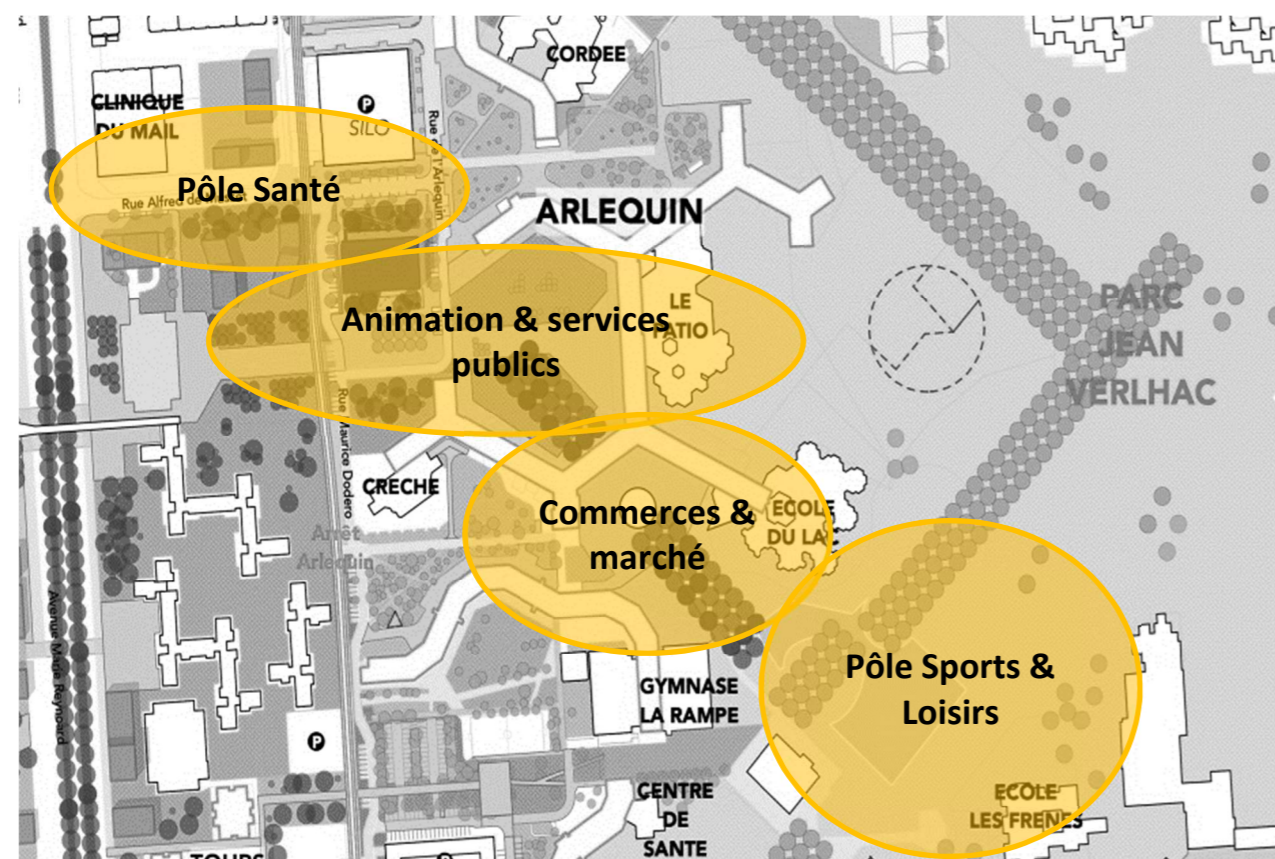 CORDEE
CLINIQUE
DU MAIL
P
SILO
Rue de l'Arlequin
Pôle Santé
Rue Alfred de Musset
ARLEQUIN
LE
PATIO
Animation & services
publics
PARC
JEAN
VERLHAC
Rue Maurice Dodero
CRECHE
Commerces &
marché
ECOLE
DU LAC
Arrêt
Arlequin
Avenue Marie Reynoard
Pôle Sports &
Loisirs
GYMNASE
LA RAMPE
P
CENTRE
DE
SANTE
ECOLE
LES FRENES
TOURS